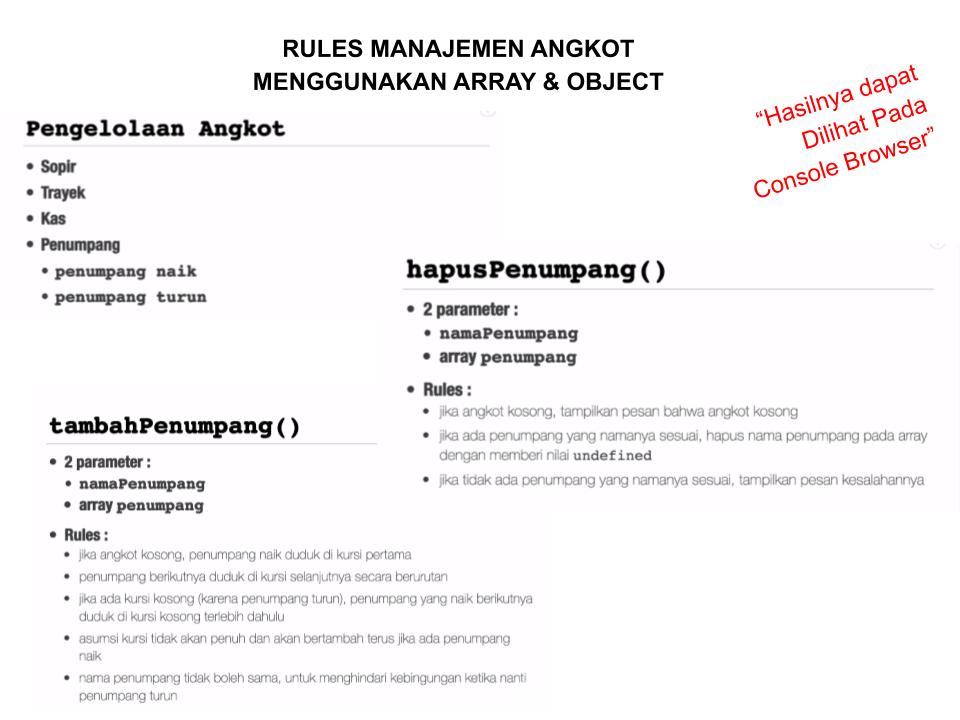 RULES MANAJEMEN ANGKOT
MENGGUNAKAN ARRAY & OBJECT
“Hasilnya dapat
Dilihat Pada
Console Browser”
Pengelolaan Angkot
• Sopir
• Trayek
• Kas
• Penumpang
• penumpang naik
• penumpang turun
hapusPenumpang()
• 2 parameter :
• namaPenumpang
• array penumpang
• Rules :
• jika angkot kosong, tampilkan pesan bahwa angkot kosong
• jika ada penumpang yang namanya sesuai, hapus nama penumpang pada array
dengan memberi nilai undefined
• jika tidak ada penumpang yang namanya sesuai, tampilkan pesan kesalahannya
tambahPenumpang()
• 2 parameter :
• namaPenumpang
• array penumpang
• Rules :
• jika angkot kosong, penumpang naik duduk di kursi pertama
• penumpang berikutnya duduk di kursi selanjutnya secara berurutan
• jika ada kursi kosong (karena penumpang turun), penumpang yang naik berikutnya
duduk di kursi kosong terlebih dahulu
• asumsi kursi tidak akan penuh dan akan bertambah terus jika ada penumpang
naik
• nama penumpang tidak boleh sama, untuk menghindari kebingungan ketika nanti
penumpang turun